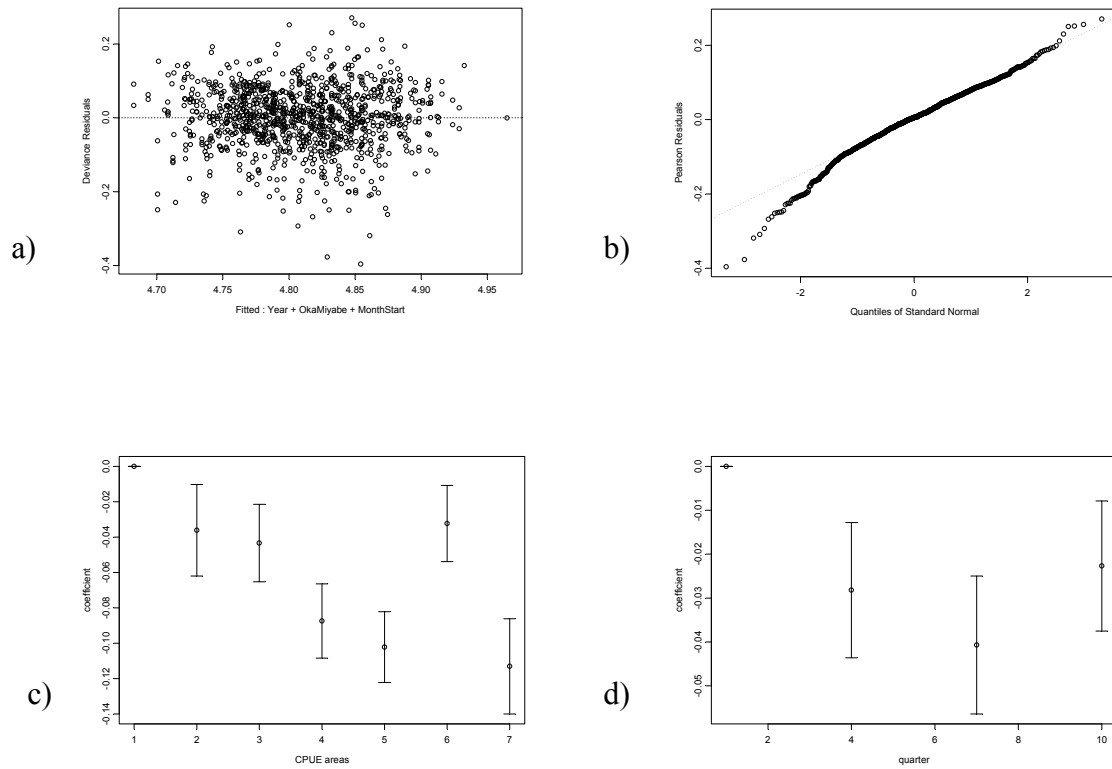 a)
Deviance Residuals
0.2
0.0
-0.2
-0.4
4.70 4.75 4.80 4.85 4.90 4.95
Fitted : Year + OkaMiyabe + MonthStart
b)
Pearson Residuals
0.2
0.0
-0.2
-0.4
-2 0 2
Quantiles of Standard Normal
c)
coefficient
0.0
-0.02
-0.04
-0.06
-0.08
-0.10
-0.12
-0.14
1 2 3 4 5 6 7
CPUE areas
d)
coefficient
0.0
-0.01
-0.02
-0.03
-0.04
-0.05
2 4 6 8 10
quarter